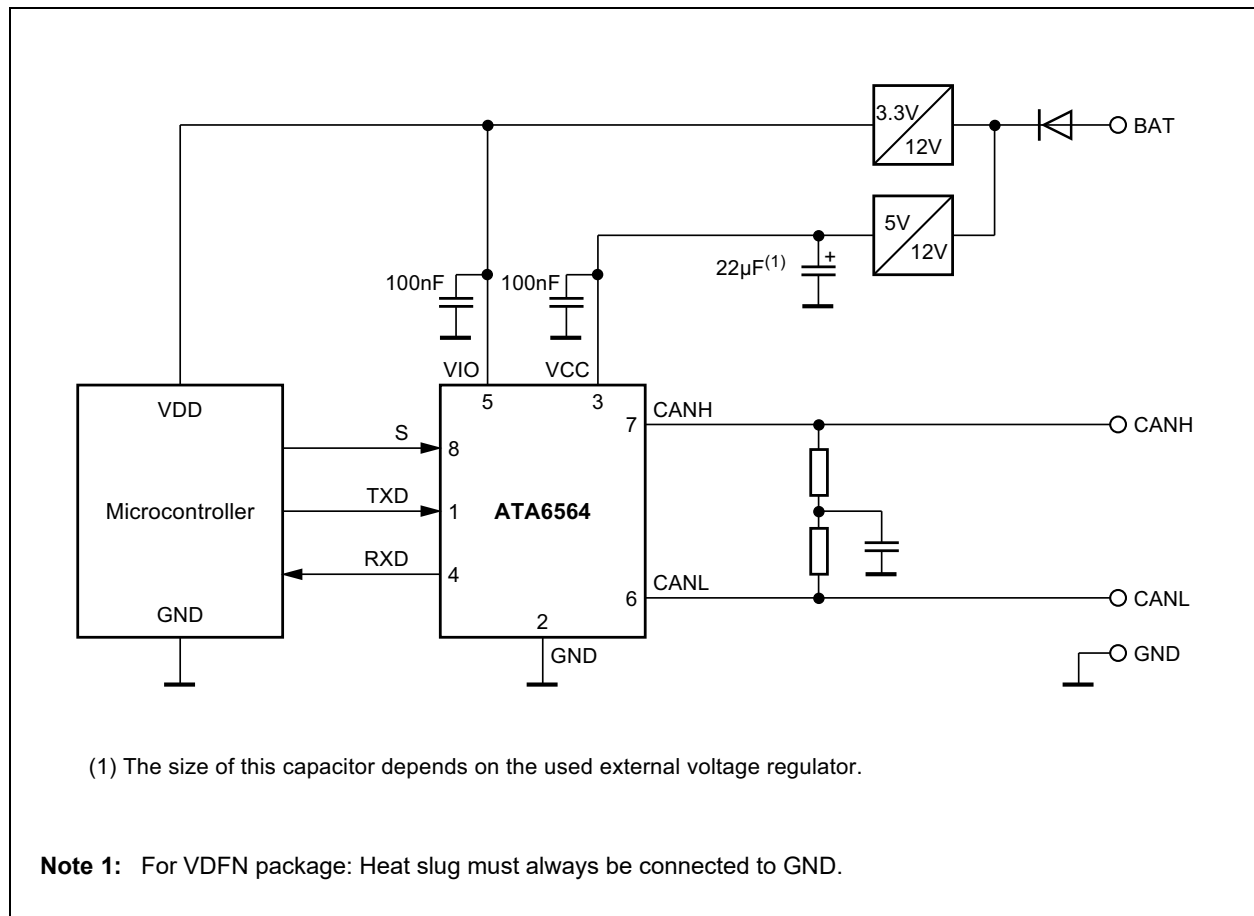 3.3V
12V
BAT
5V
12V
22µF(1)
+
100nF
100nF
VIO
VCC
VDD
5
3
CANH
7
CANH
S
8
TXD
Microcontroller
1
ATA6564
RXD
4
CANL
6
CANL
GND
2
GND
GND
(1) The size of this capacitor depends on the used external voltage regulator.
Note 1: For VDFN package: Heat slug must always be connected to GND.